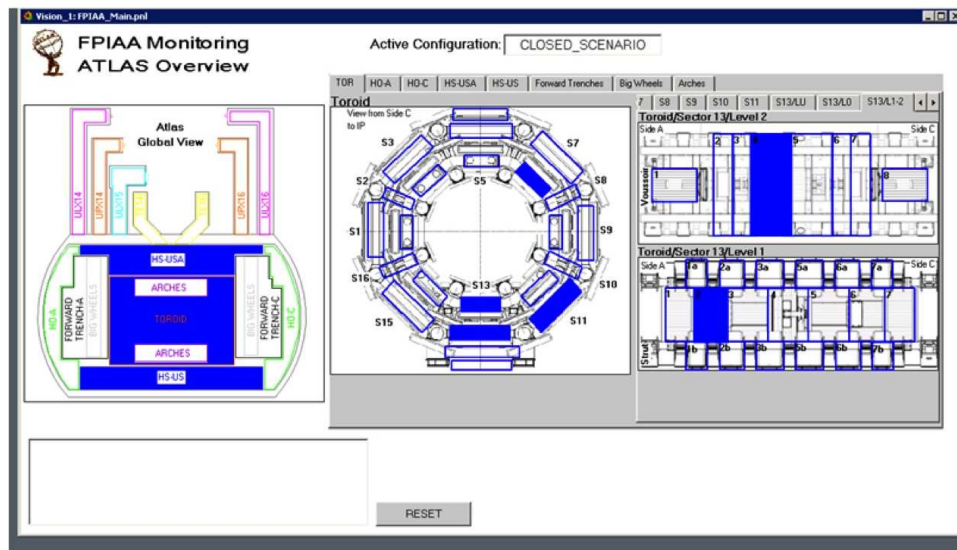 Vision_1: FPIAA_Main.pnl
FPIAA Monitoring
ATLAS Overview
Active Configuration: CLOSED_SCENARIO
TOR HO-A HO-C HS-USA HS-US Forward Trenches Big Wheels Arches
Toroid
View from Side C
to IP
S3
S7
S2
S5
S8
S1
S9
S16
S13
S10
S15
S11
7 S8 S9 S10 S11 S13/LU S13/L0 S13/L1-2
Toroid/Sector 13/Level 2
Side A
Side C
2 3 5 6 7
1
8
Voussoir
Toroid/Sector 13/Level 1
Side A
Side C
1a 2a 3a 5a 6a 7a
1 3 4 5 6 7
Strut
1b 2b 3b 5b 6b 7b
Atlas
Global View
UUX14
UPX14
ULX15
UPX16
UUX16
HS-USA
ARCHES
HO-A
FORWARD
TRENCH-A
BIG WHEELS
TOROID
BIG WHEELS
FORWARD
TRENCH-C
HO-C
ARCHES
HS-US
RESET